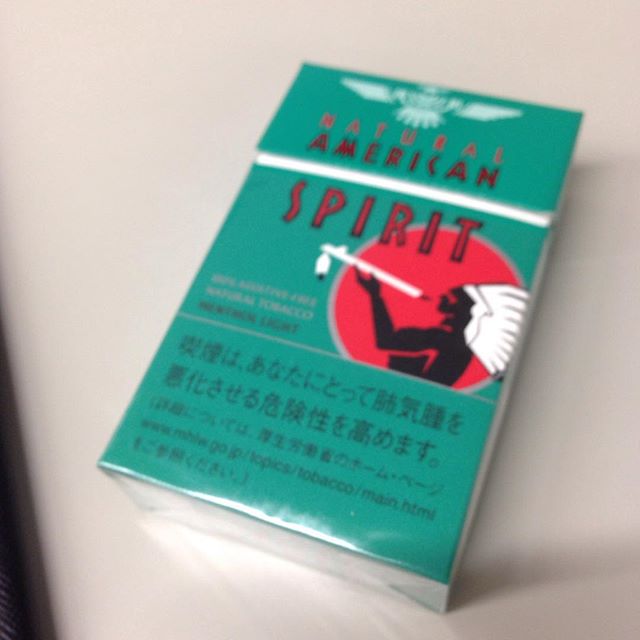 NATURAL
AMERICAN
SPIRIT
100% ADDITIVE-FREE
NATURAL TOBACCO
MENTHOL LIGHT
喫煙は、あなたにとって肺気腫を
悪化させる危険性を高めます。
(詳細については、厚生労働省のホーム・ページ
www.mhlw.go.jp/topics/tobacco/main.html
をご参照ください。)